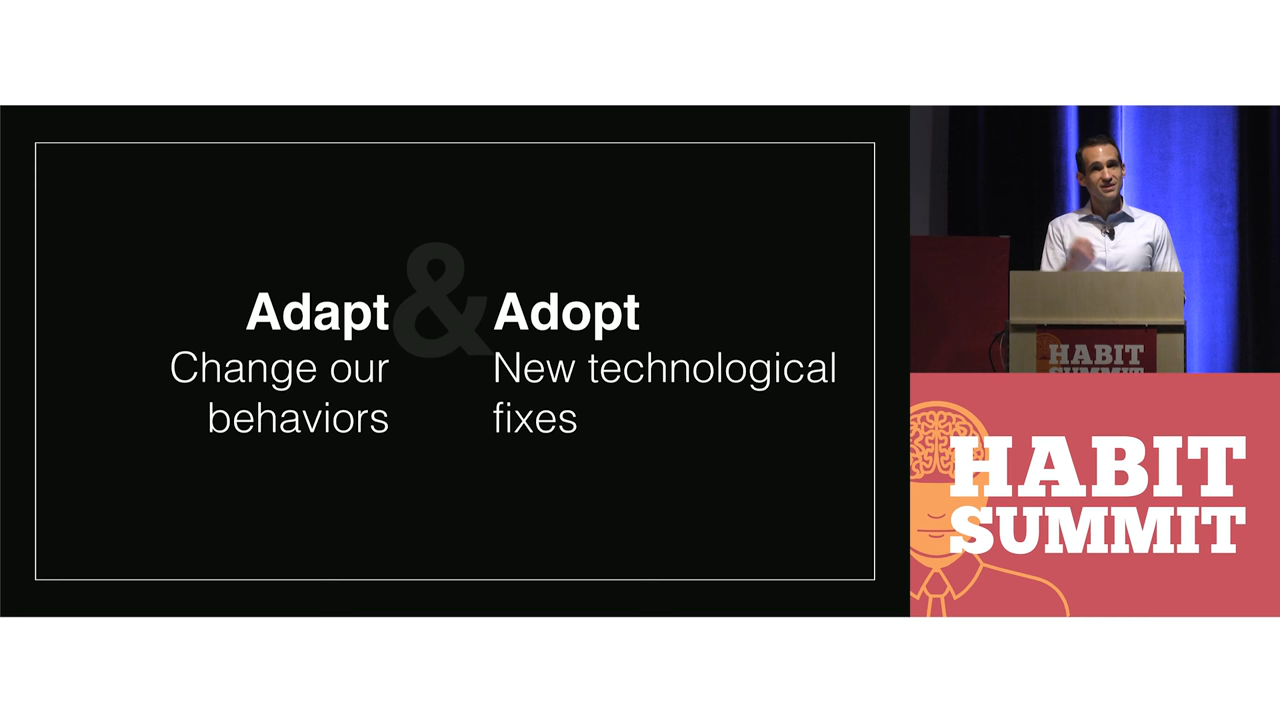 &
Adapt
Change our
behaviors
Adopt
New technological
fixes
HABIT
SUMMIT
HABIT
SUMMIT